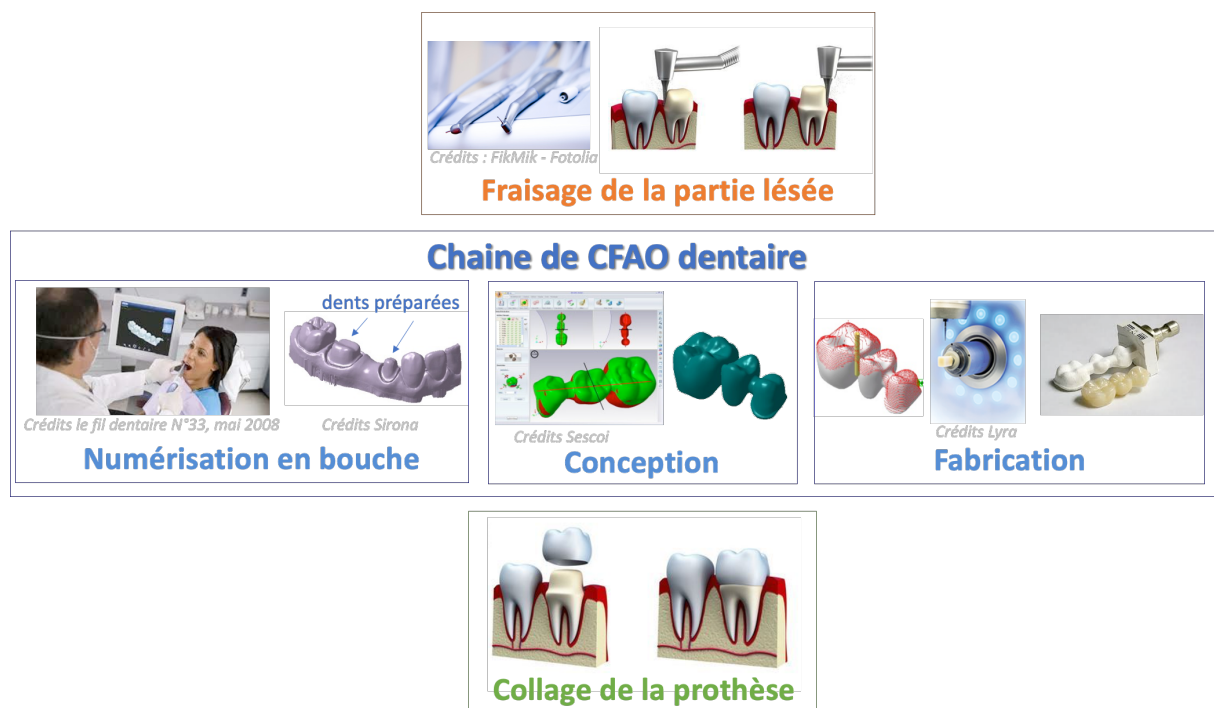 Crédits : FikMik - Fotolia
Fraisage de la partie lésée
Chaine de CFAO dentaire
dents préparées
Crédits le fil dentaire N°33, mai 2008
Crédits Sirona
Numérisation en bouche
Crédits Sescoi
Conception
Crédits Lyra
Fabrication
Collage de la prothèse